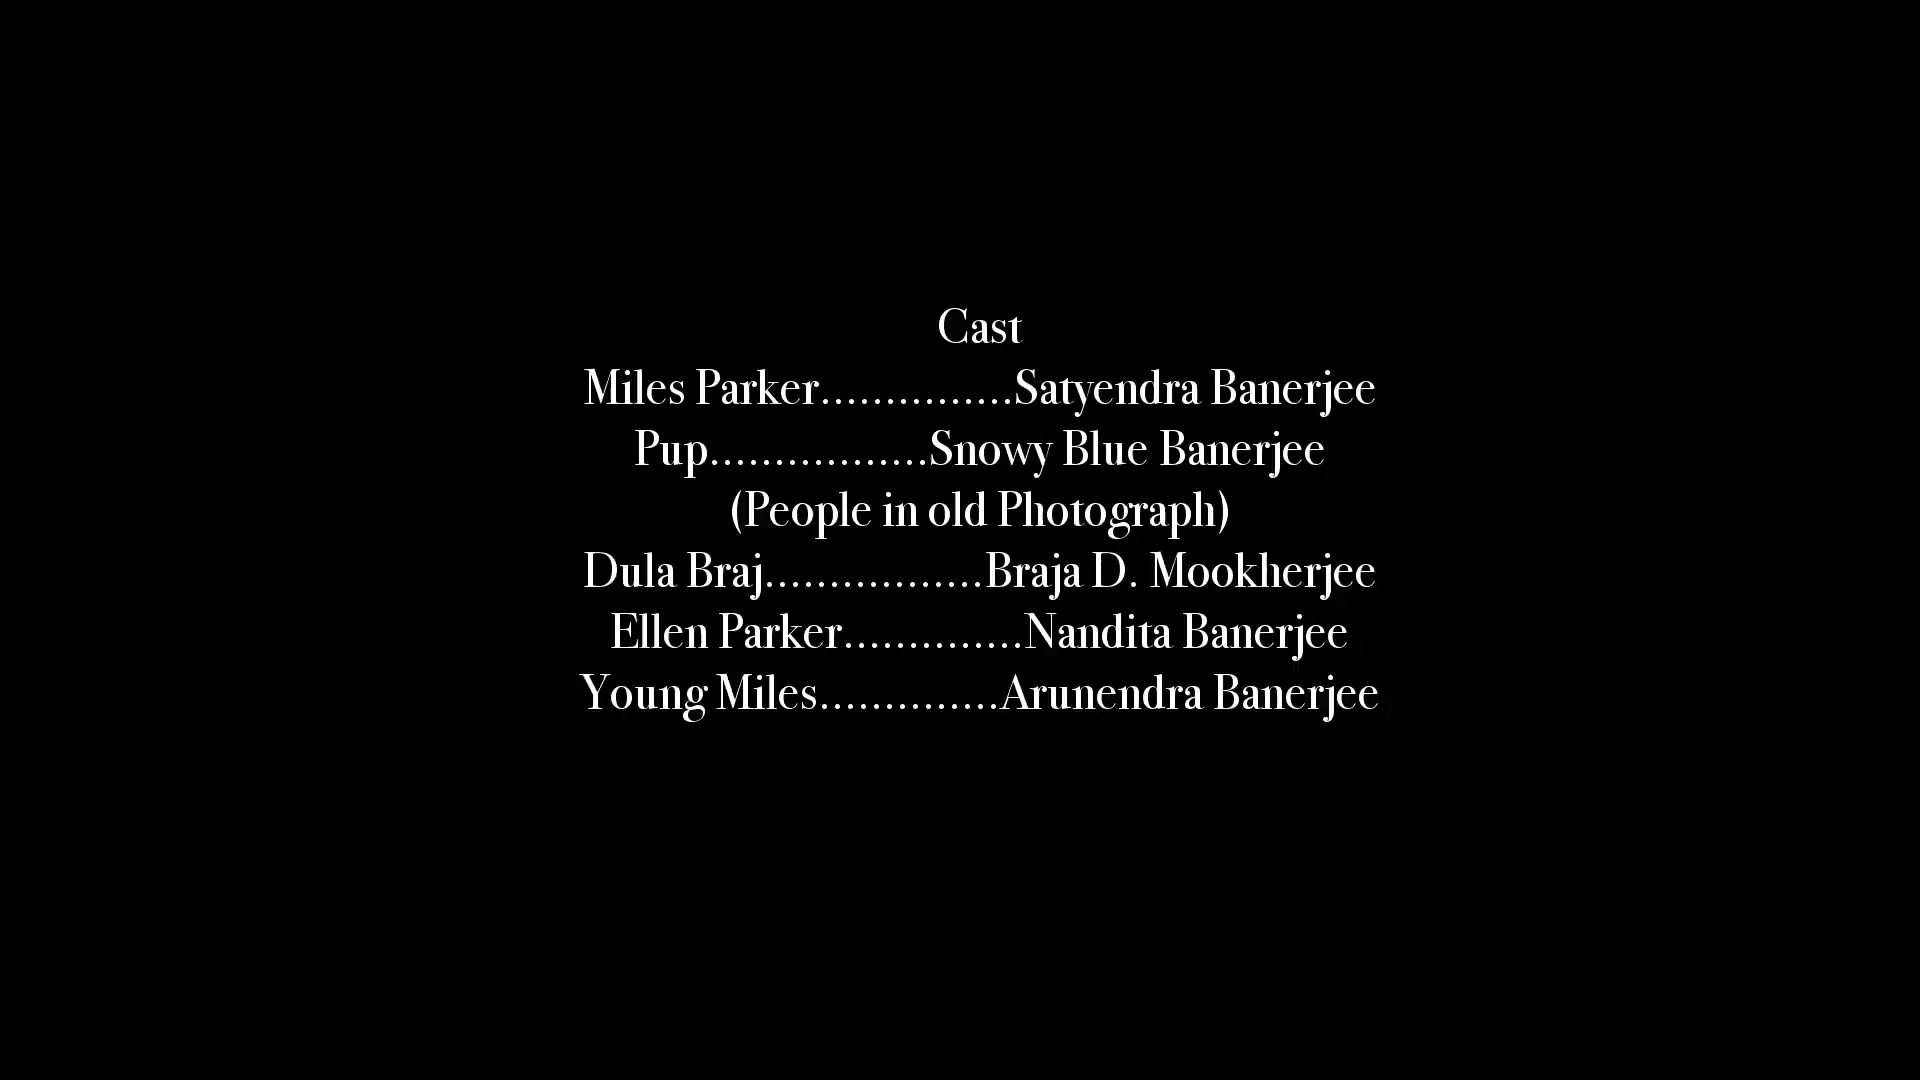 Cast
Miles Parker...............Satyendra Banerjee
Pup.................Snowy Blue Banerjee
(People in old Photograph)
Dula Braj.................Braja D. Mookherjee
Ellen Parker..............Nandita Banerjee
Young Miles..............Arunendra Banerjee